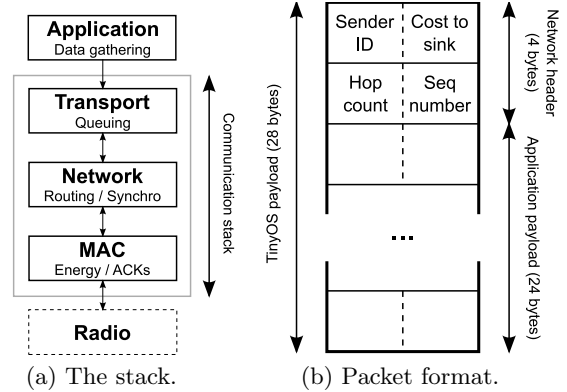 Application
Data gathering
Transport
Queuing
Network
Routing / Synchro
MAC
Energy / ACKs
Radio
Communication stack
(a) The stack.
TinyOS payload (28 bytes)
Sender
ID
Cost to
sink
Hop
count
Seq
number
...
Network header
(4 bytes)
Application payload (24 bytes)
(b) Packet format.